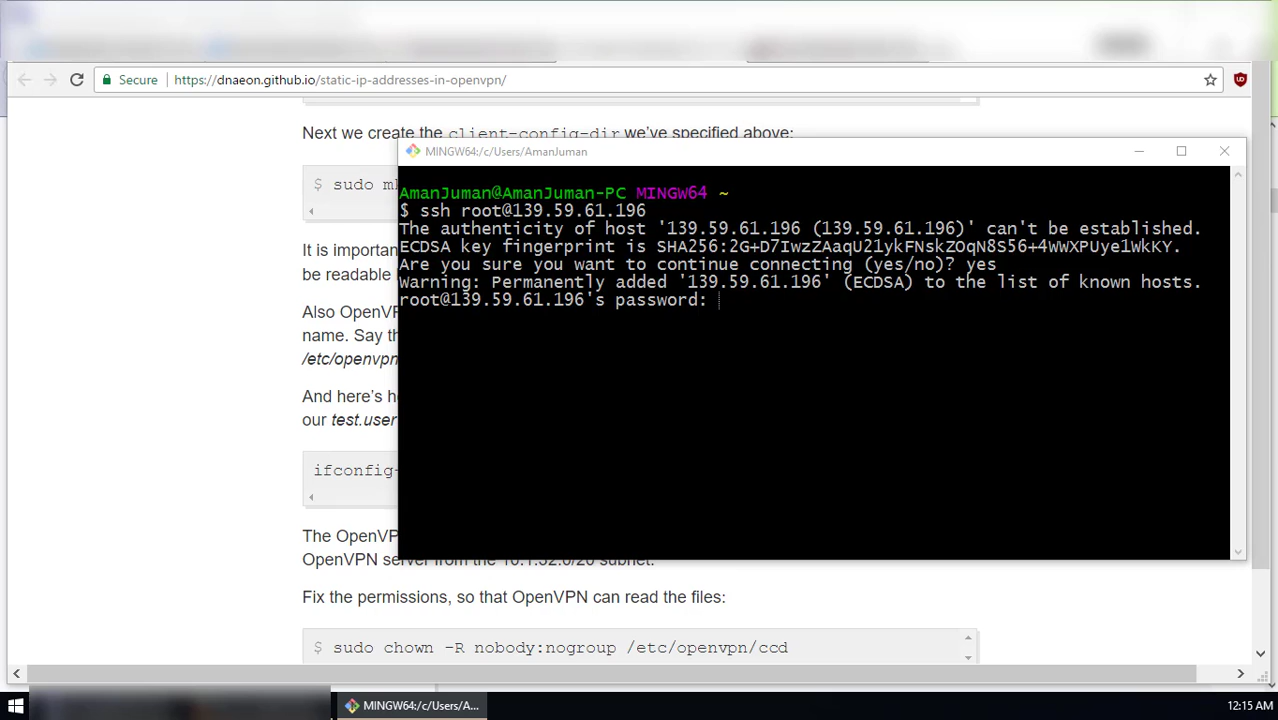 Secure
https://dnaeon.github.io/static-ip-addresses-in-openvpn/
Next we create the client-config-dir we've specified above:
$ sudo
MINGW64:/c/Users/AmanJuman
AmanJuman@AmanJuman-PC MINGW64 ~
$ ssh root@139.59.61.196
The authenticity of host '139.59.61.196 (139.59.61.196)' can't be established.
ECDSA key fingerprint is SHA256:2G+D7IwzZAaqU21ykFNskZOqN8S56+4WwXPUye1WkKY.
Are you sure you want to continue connecting (yes/no)? yes
Warning: Permanently added '139.59.61.196' (ECDSA) to the list of known hosts.
root@139.59.61.196's password:
It is importan
be readable
Also OpenV
name. Say th
/etc/openvpn
And here's h
our test.user
ifconfig-
The OpenVP
OpenVPN server from the 10.1.32.0/20 subnet.
Fix the permissions, so that OpenVPN can read the files:
$ sudo chown -R nobody:nogroup /etc/openvpn/ccd
MINGW64:/c/Users/A...
12:15 AM